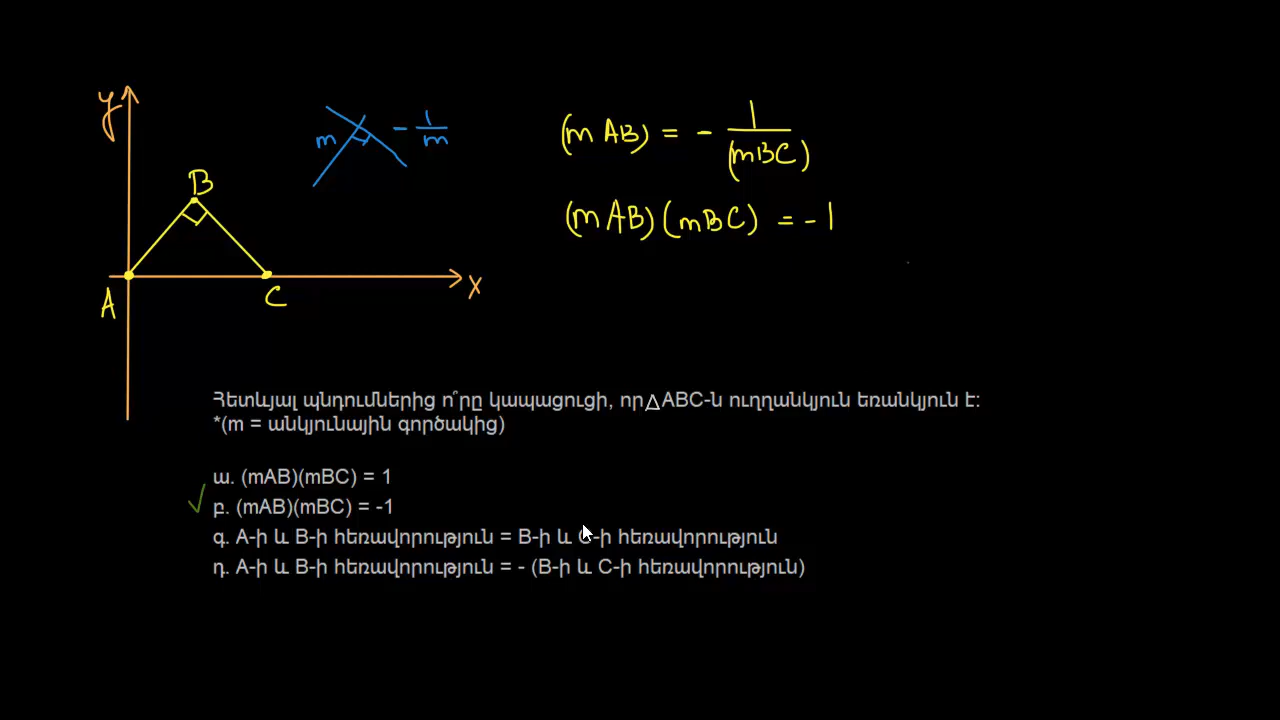 y
B
A
C
x
m
- 1/m
(mAB) = - 1/(mBC)
(mAB)(mBC) = -1
Հետևյալ պնդումներից ո՞րը կապացուցի, որ△ABC-ն ուղղանկյուն եռանկյուն է:
*(m = անկյունային գործակից)
ա. (mAB)(mBC) = 1
բ. (mAB)(mBC) = -1
գ. A-ի և B-ի հեռավորություն = B-ի և C-ի հեռավորություն
դ. A-ի և B-ի հեռավորություն = - (B-ի և C-ի հեռավորություն)